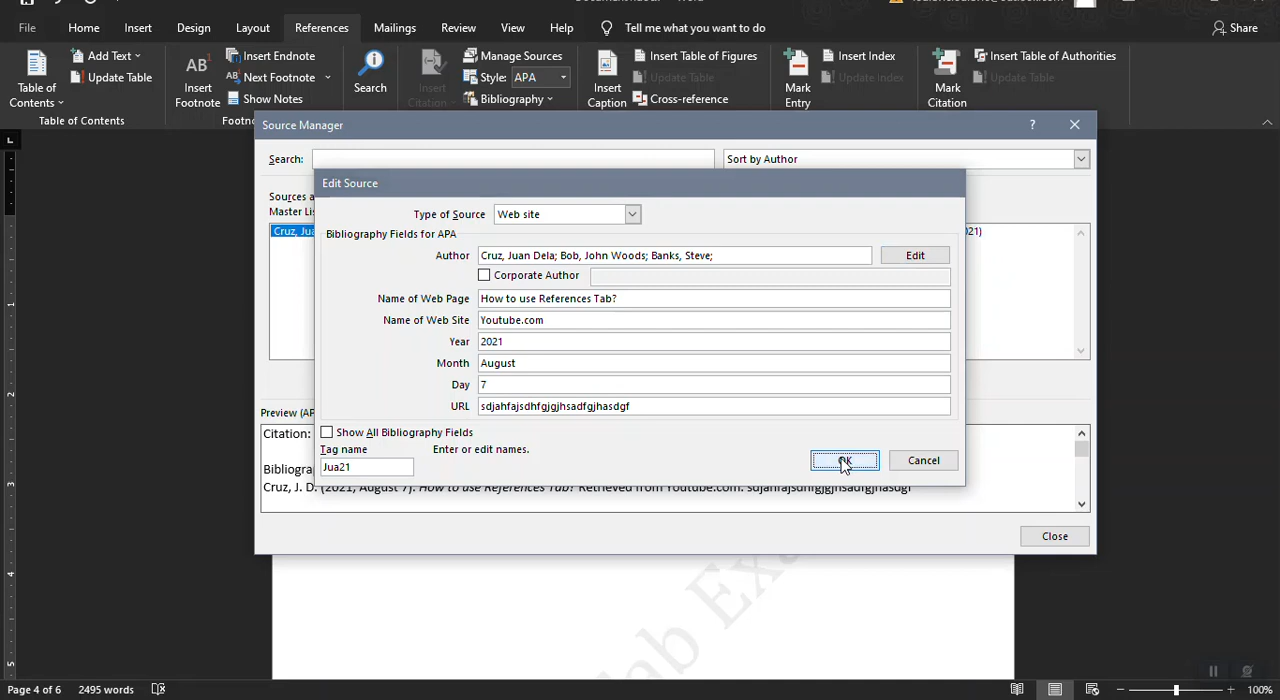 File Home Insert Design Layout References Mailings Review View Help Tell me what you want to do Share
Table of Contents
Add Text
Update Table
Table of Contents
AB
Insert Footnote
Insert Endnote
Next Footnote
Show Notes
Search
Insert Citation
Manage Sources
Style: APA
Bibliography
Insert Caption
Insert Table of Figures
Update Table
Cross-reference
Mark Entry
Insert Index
Update Index
Mark Citation
Insert Table of Authorities
Update Table
Source Manager
Search:
Sort by Author
Edit Source
Type of Source Web site
Bibliography Fields for APA
Author Cruz, Juan Dela; Bob, John Woods; Banks, Steve; Edit
Corporate Author
Name of Web Page How to use References Tab?
Name of Web Site Youtube.com
Year 2021
Month August
Day 7
URL sdjahfajsdhfgjgjhsadfgjhasdgf
Show All Bibliography Fields
Tag name Enter or edit names.
Jua21
OK Cancel
Sources
Master
Cruz,
Preview
Citation:
Cruz, J. D. (2021, August 7). How to use References Tab? Retrieved from Youtube.com:
Close
Page 4 of 6 2495 words 100%